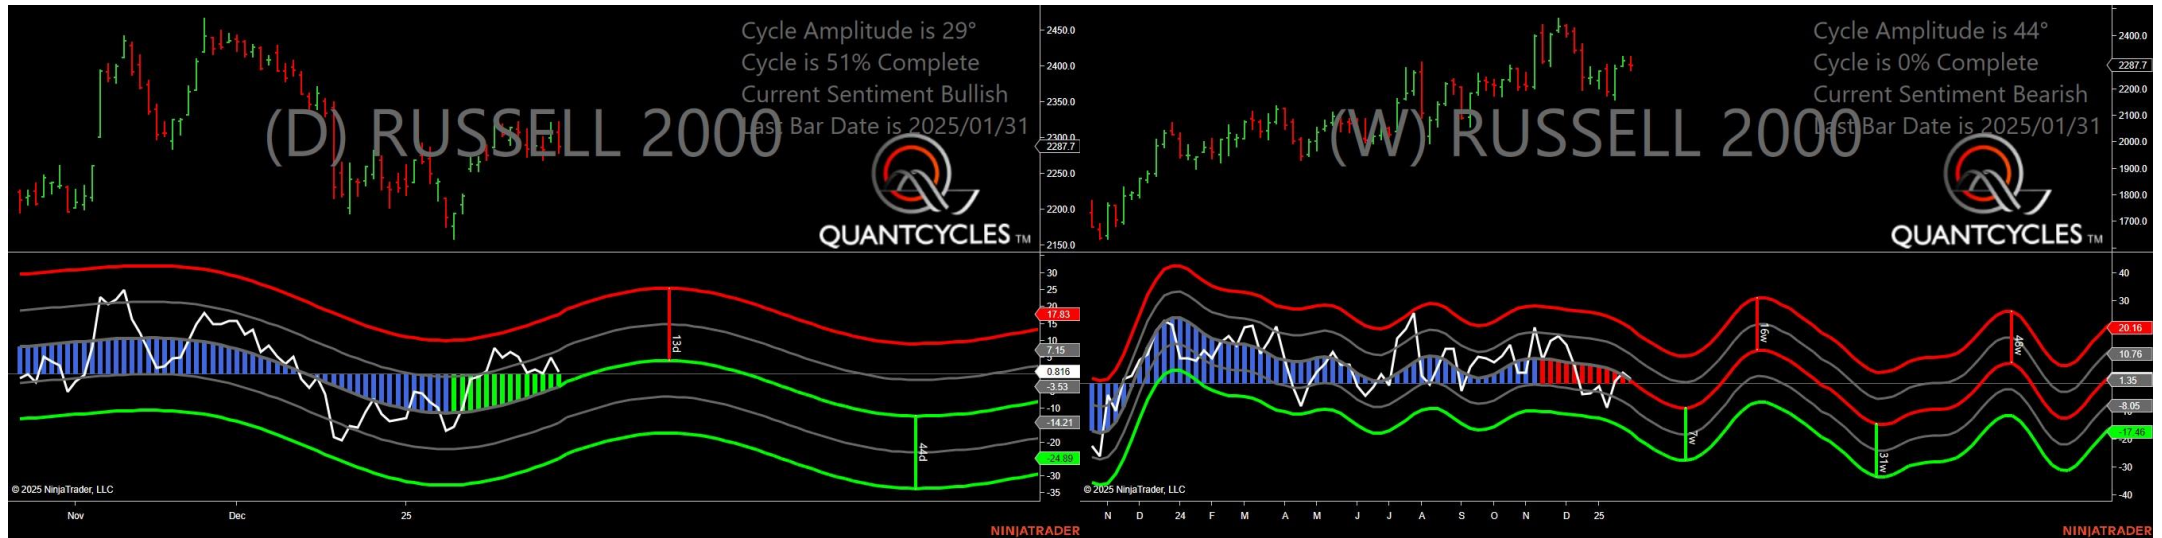 Cycle Amplitude is 29°
Cycle is 51% Complete
Current Sentiment Bullish
Last Bar Date is 2025/01/31
(D) RUSSELL 2000
QUANTCYCLES TM
2450.0
2400.0
2350.0
2300.0
2287.7
2250.0
2200.0
2150.0
30
25
20
17.83
15
7.15
5
0.816
-3.53
-10
-14.21
-20
-24.89
-30
-35
13d
44d
© 2025 NinjaTrader, LLC
Nov Dec 25
NINJATRADER
Cycle Amplitude is 44°
Cycle is 0% Complete
Current Sentiment Bearish
Last Bar Date is 2025/01/31
(W) RUSSELL 2000
QUANTCYCLES TM
2400.0
2287.7
2200.0
2100.0
2000.0
1900.0
1800.0
1700.0
40
30
20.16
10.76
1.35
-8.05
-17.46
-20
-30
-40
16w
48w
7w
31w
© 2025 NinjaTrader, LLC
N D 24 F M A M J J A S O N D 25
NINJATRADER